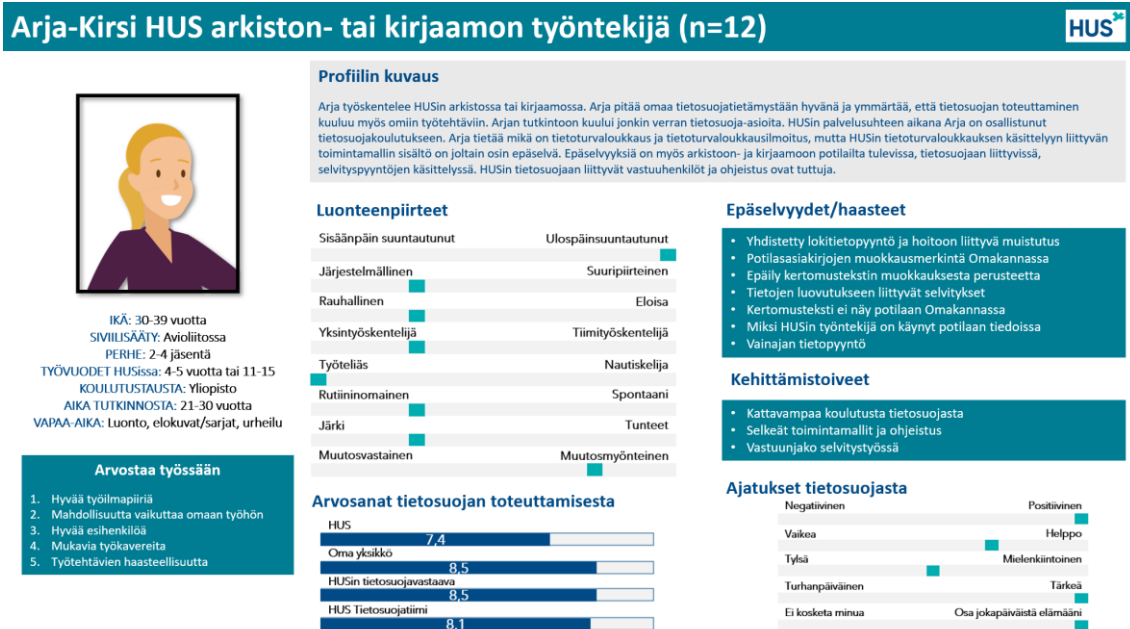 Arja-Kirsi HUS arkiston- tai kirjaamon työntekijä (n=12)
HUS
Profiilin kuvaus
Arja työskentelee HUSin arkistossa tai kirjaamossa. Arja pitää omaa tietosuojatietämystään hyvänä ja ymmärtää, että tietosuojan toteuttaminen
kuuluu myös omiin työtehtäviin. Arjan tutkintoon kuului jonkin verran tietosuoja-asioita. HUSin palvelusuhteen aikana Arja on osallistunut
tietosuojakoulutukseen. Arja tietää mikä on tietoturvaloukkaus ja tietoturvaloukkausilmoitus, mutta HUSin tietoturvaloukkauksen käsittelyyn liittyvän
toimintamallin sisältö on joltain osin epäselvä. Epäselvyyksiä on myös arkistoon- ja kirjaamoon potilailta tulevissa, tietosuojaan liittyvissä,
selvityspyyntöjen käsittelyssä. HUSin tietosuojaan liittyvät vastuuhenkilöt ja ohjeistus ovat tuttuja.
IKÄ: 30-39 vuotta
SIVIILISÄÄTY: Avioliitossa
PERHE: 2-4 jäsentä
TYÖVUODET HUSissa: 4-5 vuotta tai 11-15
KOULUTUSTAUSTA: Yliopisto
AIKA TUTKINNOSTA: 21-30 vuotta
VAPAA-AIKA: Luonto, elokuvat/sarjat, urheilu
Arvostaa työssään
1. Hyvää työilmapiiriä
2. Mahdollisuutta vaikuttaa omaan työhön
3. Hyvää esihenkilöä
4. Mukavia työkavereita
5. Työtehtävien haasteellisuutta
Luonteenpiirteet
Sisäänpäin suuntautunut Ulospäinsuuntautunut
Järjestelmällinen Suuripiirteinen
Rauhallinen Eloisa
Yksintyöskentelijä Tiimityöskentelijä
Työteliäs Nautiskelija
Rutiininomainen Spontaani
Järki Tunteet
Muutosvastainen Muutosmyönteinen
Arvosanat tietosuojan toteuttamisesta
HUS
7,4
Oma yksikkö
8,5
HUSin tietosuojavastaava
8,5
HUS Tietosuojatiimi
8,1
Epäselvyydet/haasteet
• Yhdistetty lokitietopyyntö ja hoitoon liittyvä muistutus
• Potilasasiakirjojen muokkausmerkintä Omakannassa
• Epäily kertomustekstin muokkauksesta perusteetta
• Tietojen luovutukseen liittyvät selvitykset
• Kertomusteksti ei näy potilaan Omakannassa
• Miksi HUSin työntekijä on käynyt potilaan tiedoissa
• Vainajan tietopyyntö
Kehittämistoiveet
• Kattavampaa koulutusta tietosuojasta
• Selkeät toimintamallit ja ohjeistus
• Vastuunjako selvitystyössä
Ajatukset tietosuojasta
Negatiivinen Positiivinen
Vaikea Helppo
Tylsä Mielenkiintoinen
Turhanpäiväinen Tärkeä
Ei kosketa minua Osa jokapäiväistä elämääni